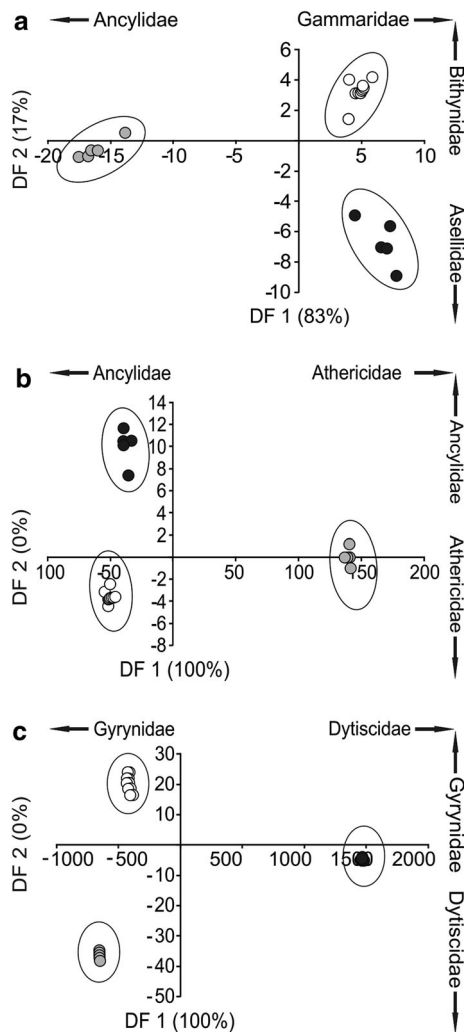 a
Ancylidae Gammaridae
Bithynidae
Asellidae
DF 2 (17%)
6
4
2
-20 -15 -10 -5 5 10
-2
-4
-6
-8
-10
DF 1 (83%)
b
Ancylidae Athericidae
Ancylidae
Athericidae
DF 2 (0%)
14
12
10
8
6
4
2
100 -50 50 100 150 200
-2
-4
-6
-8
DF 1 (100%)
c
Gyrynidae Dytiscidae
Gyrynidae
Dytiscidae
DF 2 (0%)
30
20
10
-1000 -500 500 1000 1500 2000
-10
-20
-30
-40
-50
DF 1 (100%)